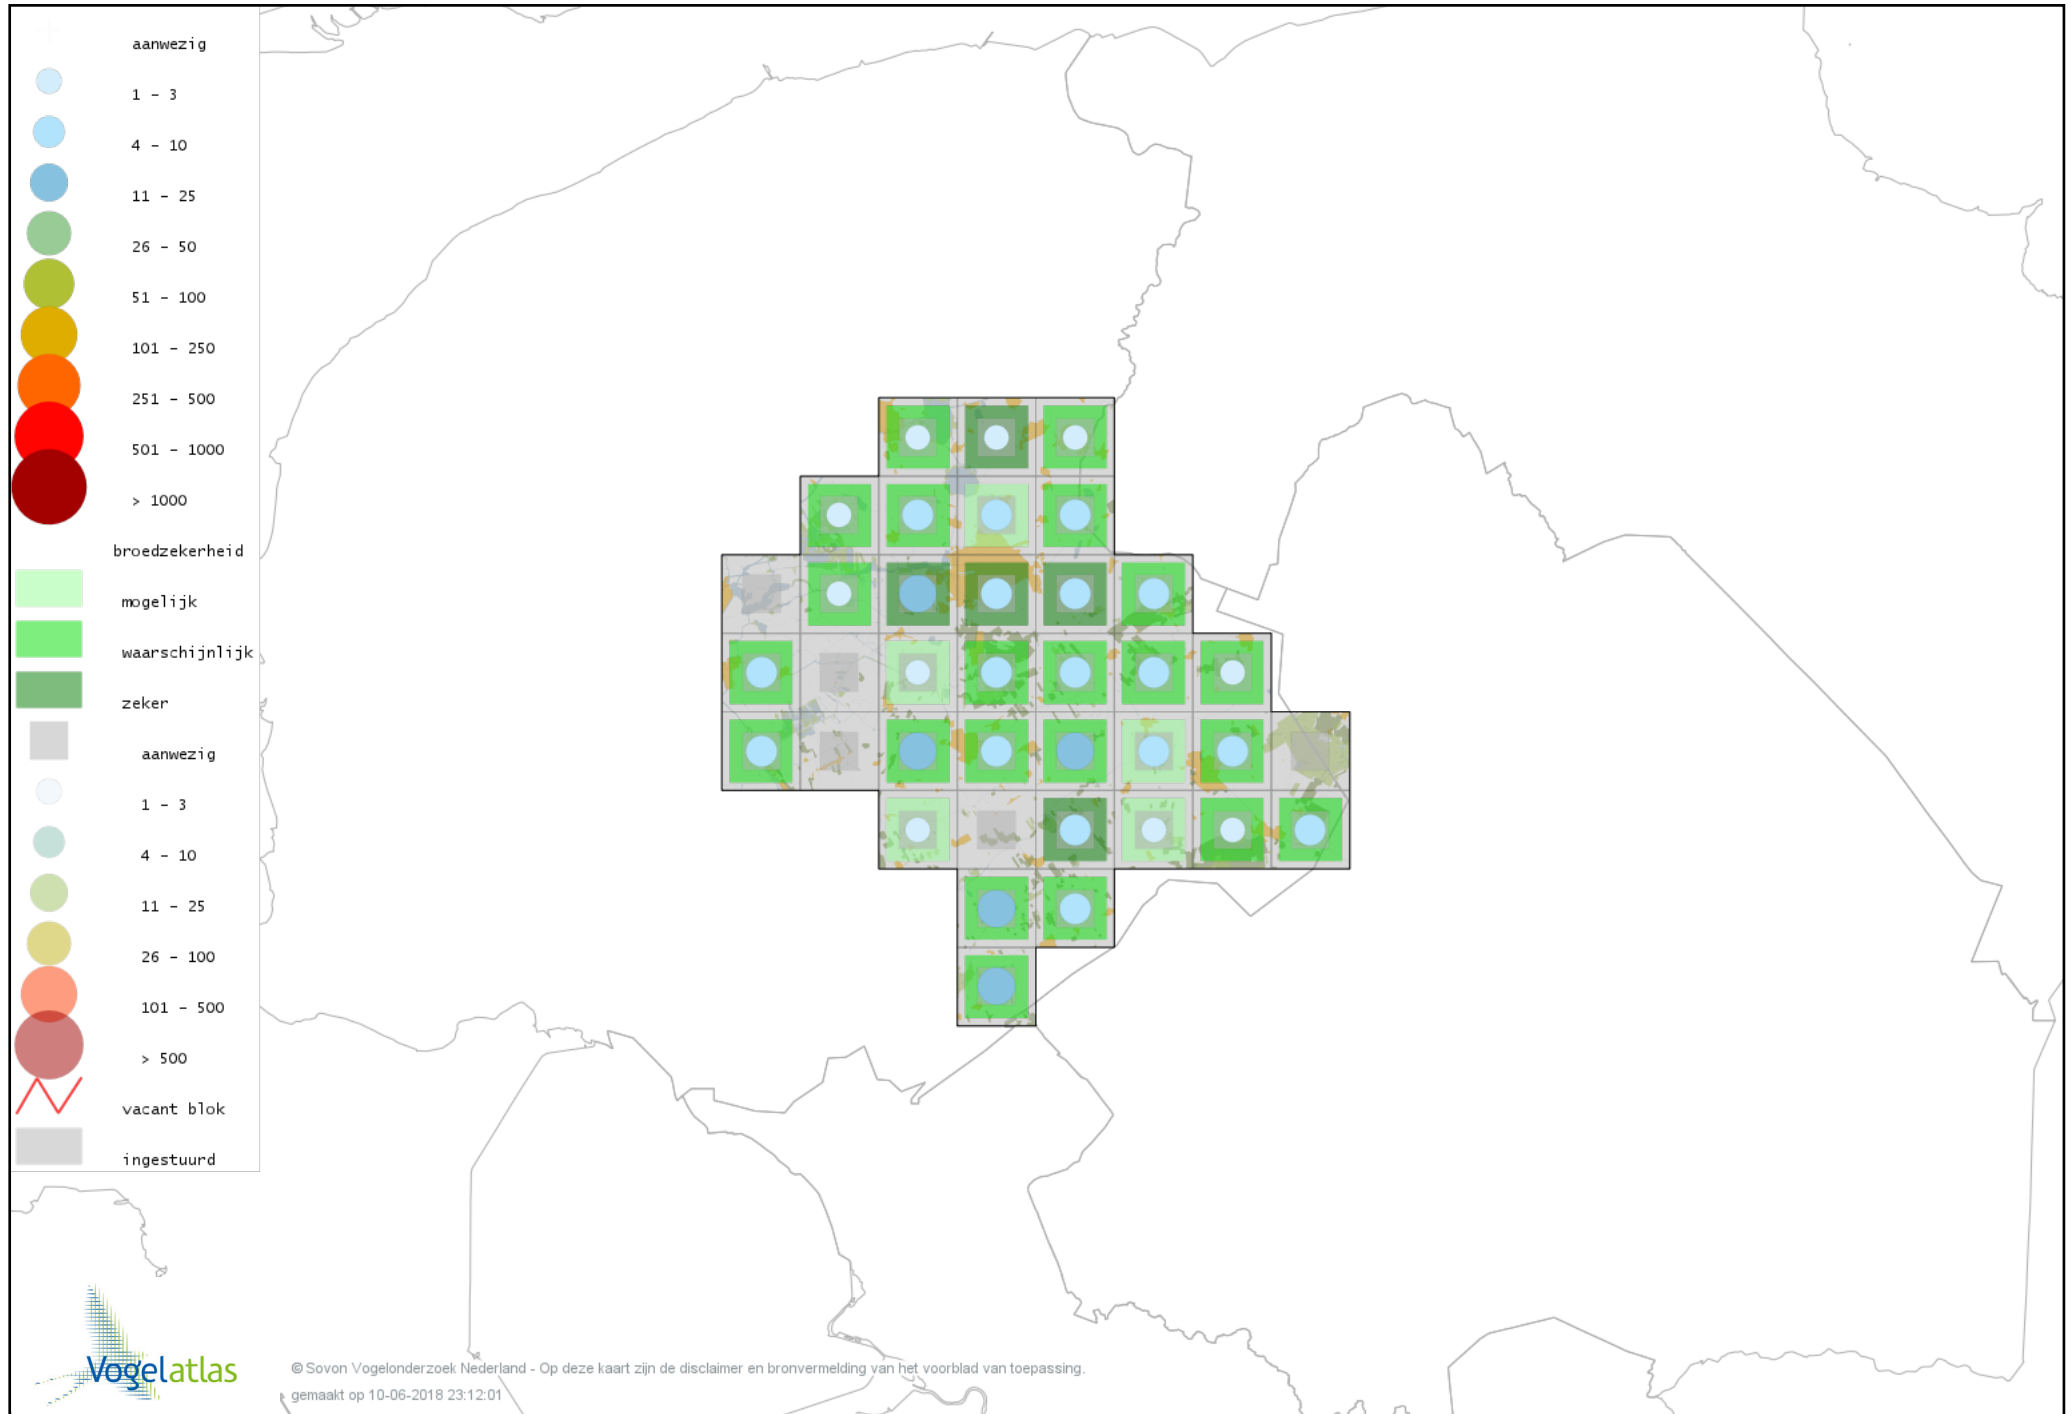 aanwezig
1 - 3
4 - 10
11 - 25
26 - 50
51 - 100
101 - 250
251 - 500
501 - 1000
> 1000
broedzekerheid
mogelijk
waarschijnlijk
zeker
aanwezig
1 - 3
4 - 10
11 - 25
26 - 100
101 - 500
> 500
vacant blok
ingestuurd
Vogelatlas
© Sovon Vogelonderzoek Nederland - Op deze kaart zijn de disclaimer en bronvermelding van het voorblad van toepassing.
gemaakt op 10-06-2018 23:12:01